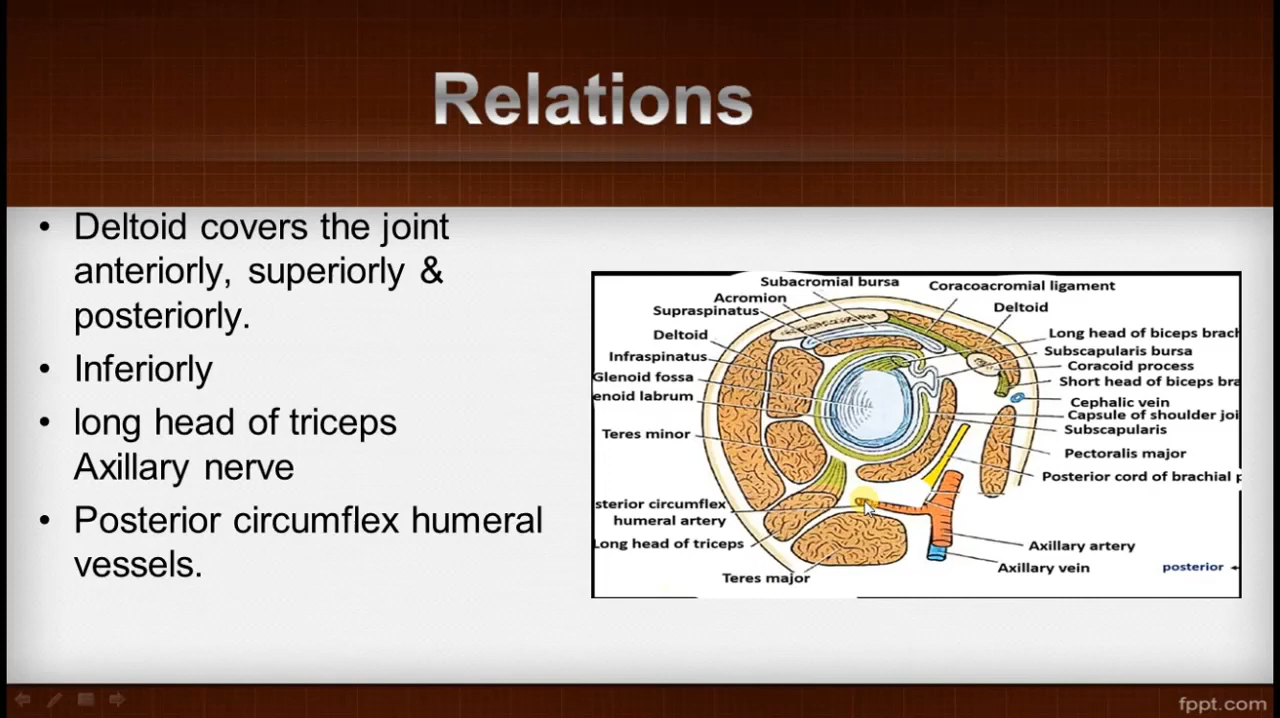 Relations
• Deltoid covers the joint
anteriorly, superiorly &
posteriorly.
• Inferiorly
• long head of triceps
Axillary nerve
• Posterior circumflex humeral
vessels.
Subacromial bursa
Acromion
Supraspinatus
Deltoid
Infraspinatus
Glenoid fossa
enoid labrum
Teres minor
sterior circumflex
humeral artery
Long head of triceps
Teres major
Coracoacromial ligament
Deltoid
Long head of biceps brach
Subscapularis bursa
Coracoid process
Short head of biceps bra
Cephalic vein
Capsule of shoulder joi
Subscapularis
Pectoralis major
Posterior cord of brachial p
Axillary artery
Axillary vein
posterior
fppt.com